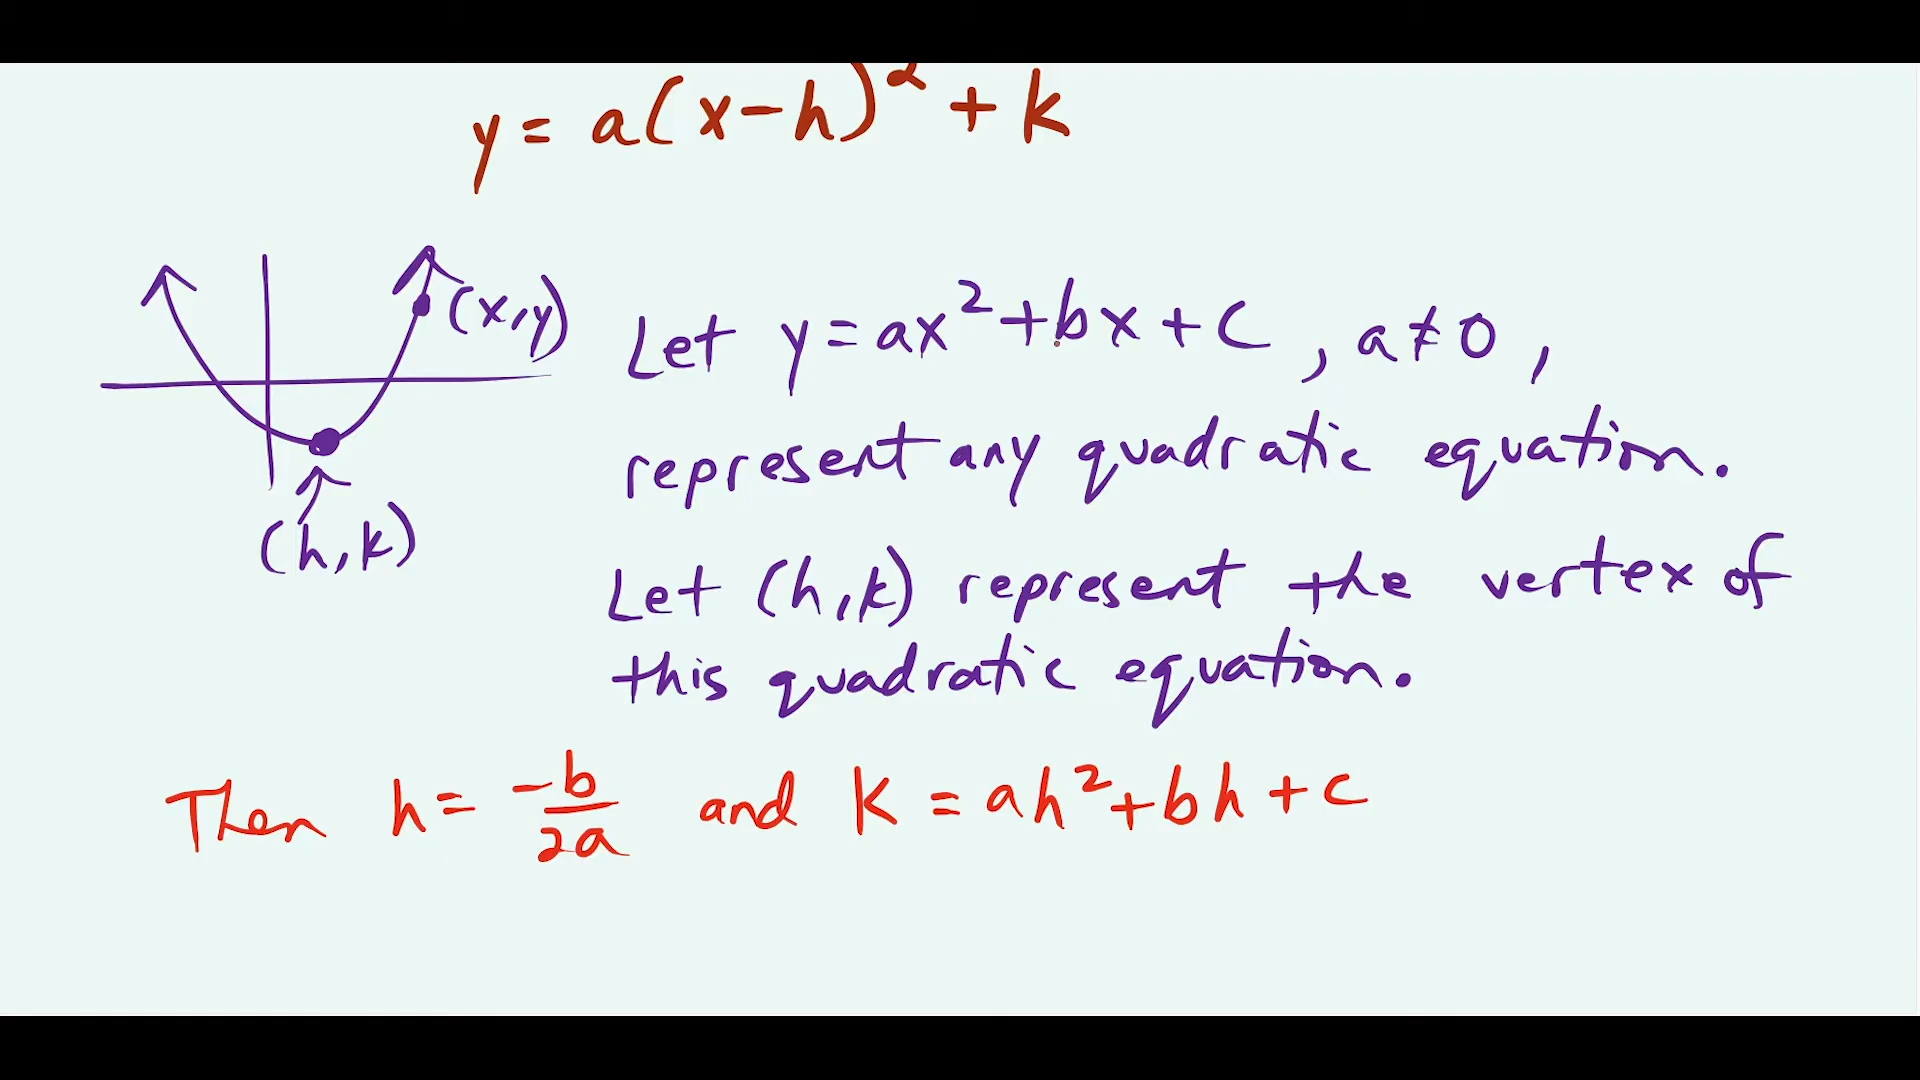 y = a(x-h)² + k
(x,y)
(h,k)
Let y = ax² + bx + c , a ≠ 0 ,
represent any quadratic equation.
Let (h,k) represent the vertex of
this quadratic equation.
Then h = -b/2a and k = ah² + bh + c